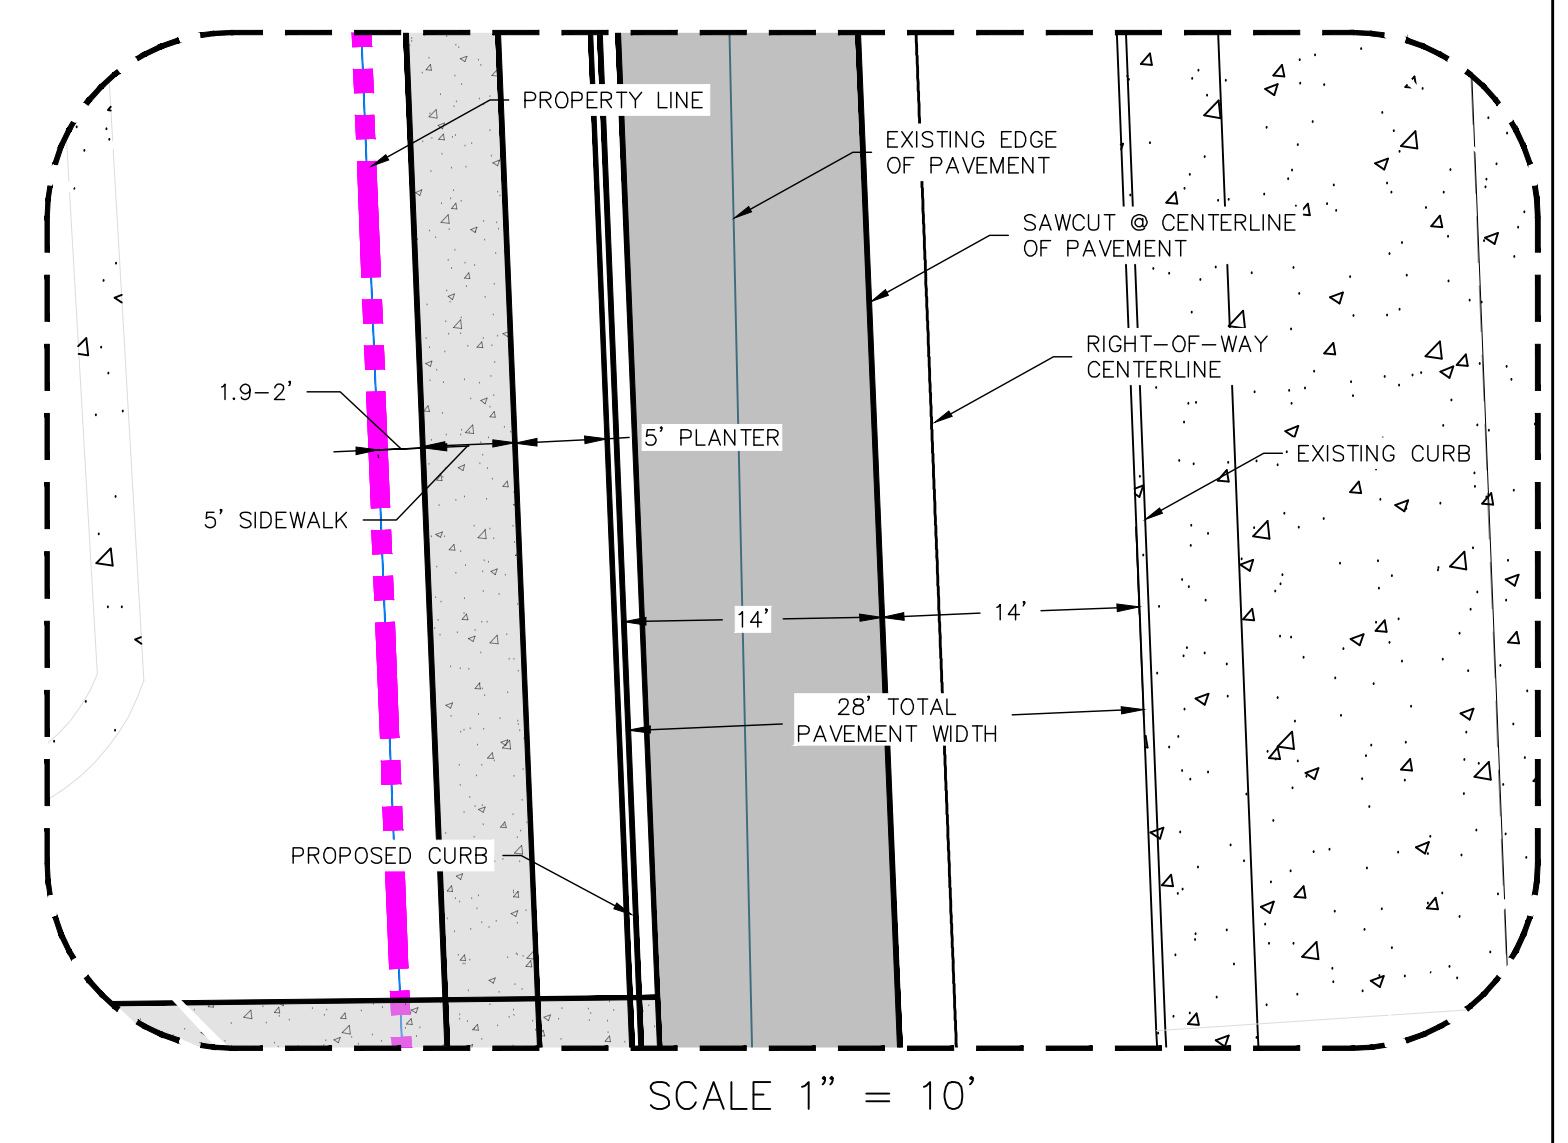 PROPERTY LINE
EXISTING EDGE
OF PAVEMENT
SAWCUT @ CENTERLINE
OF PAVEMENT
RIGHT-OF-WAY
CENTERLINE
1.9-2'
5' PLANTER
EXISTING CURB
5' SIDEWALK
14'
14'
28' TOTAL
PAVEMENT WIDTH
PROPOSED CURB
SCALE 1" = 10'